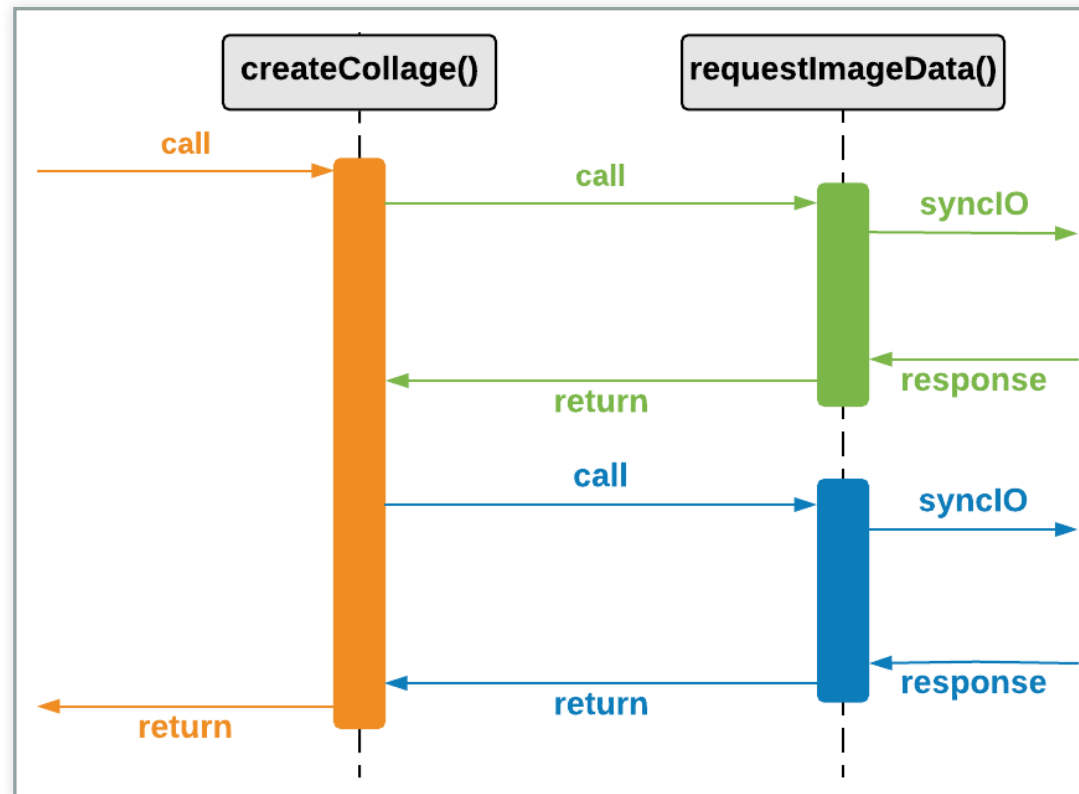 createCollage()
requestImageData()
call
call
syncIO
response
return
call
syncIO
response
return
return